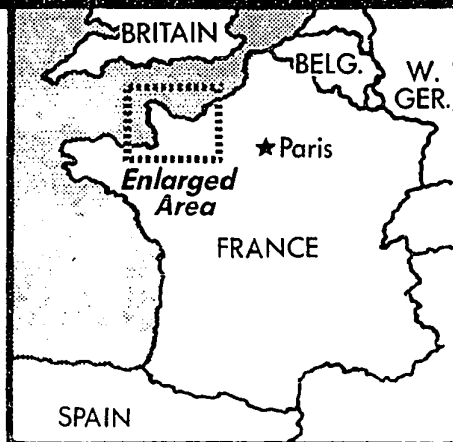 BRITAIN
BELG.
W.
GER.
Paris
Enlarged
Area
FRANCE
SPAIN